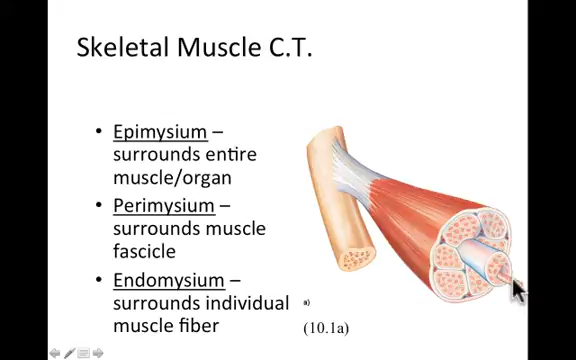 Skeletal Muscle C.T.
• Epimysium –
surrounds entire
muscle/organ
• Perimysium –
surrounds muscle
fascicle
• Endomysium –
surrounds individual
muscle fiber
a)
(10.1a)